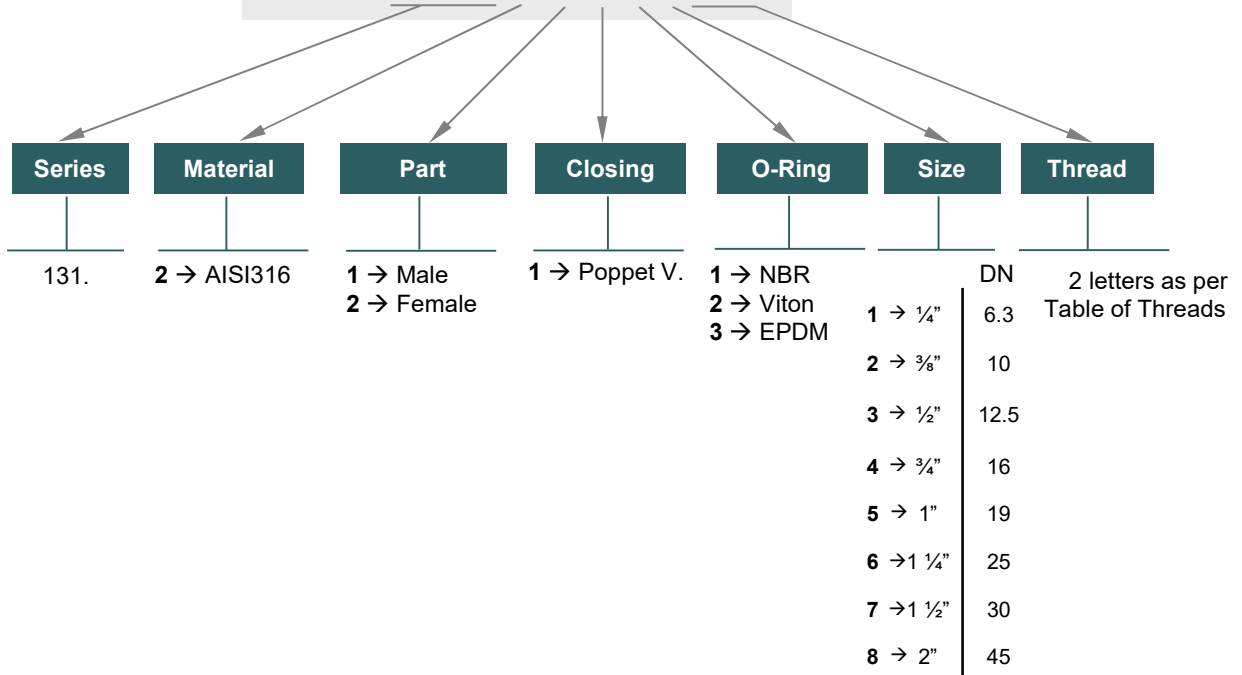 Series Material Part Closing O-Ring Size Thread
131.
2 → AISI316
1 → Male
2 → Female
1 → Poppet V.
1 → NBR
2 → Viton
3 → EPDM
DN
1 → ¼” 6.3
2 → ⅜” 10
3 → ½” 12.5
4 → ¾” 16
5 → 1” 19
6 →1 ¼” 25
7 →1 ½” 30
8 → 2” 45
2 letters as per
Table of Threads